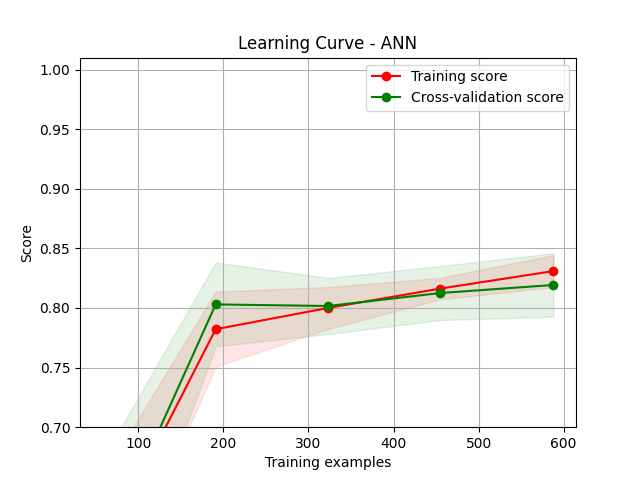 Learning Curve - ANN
Training score
Cross-validation score
1.00
0.95
0.90
0.85
0.80
0.75
0.70
Score
100
200
300
400
500
600
Training examples